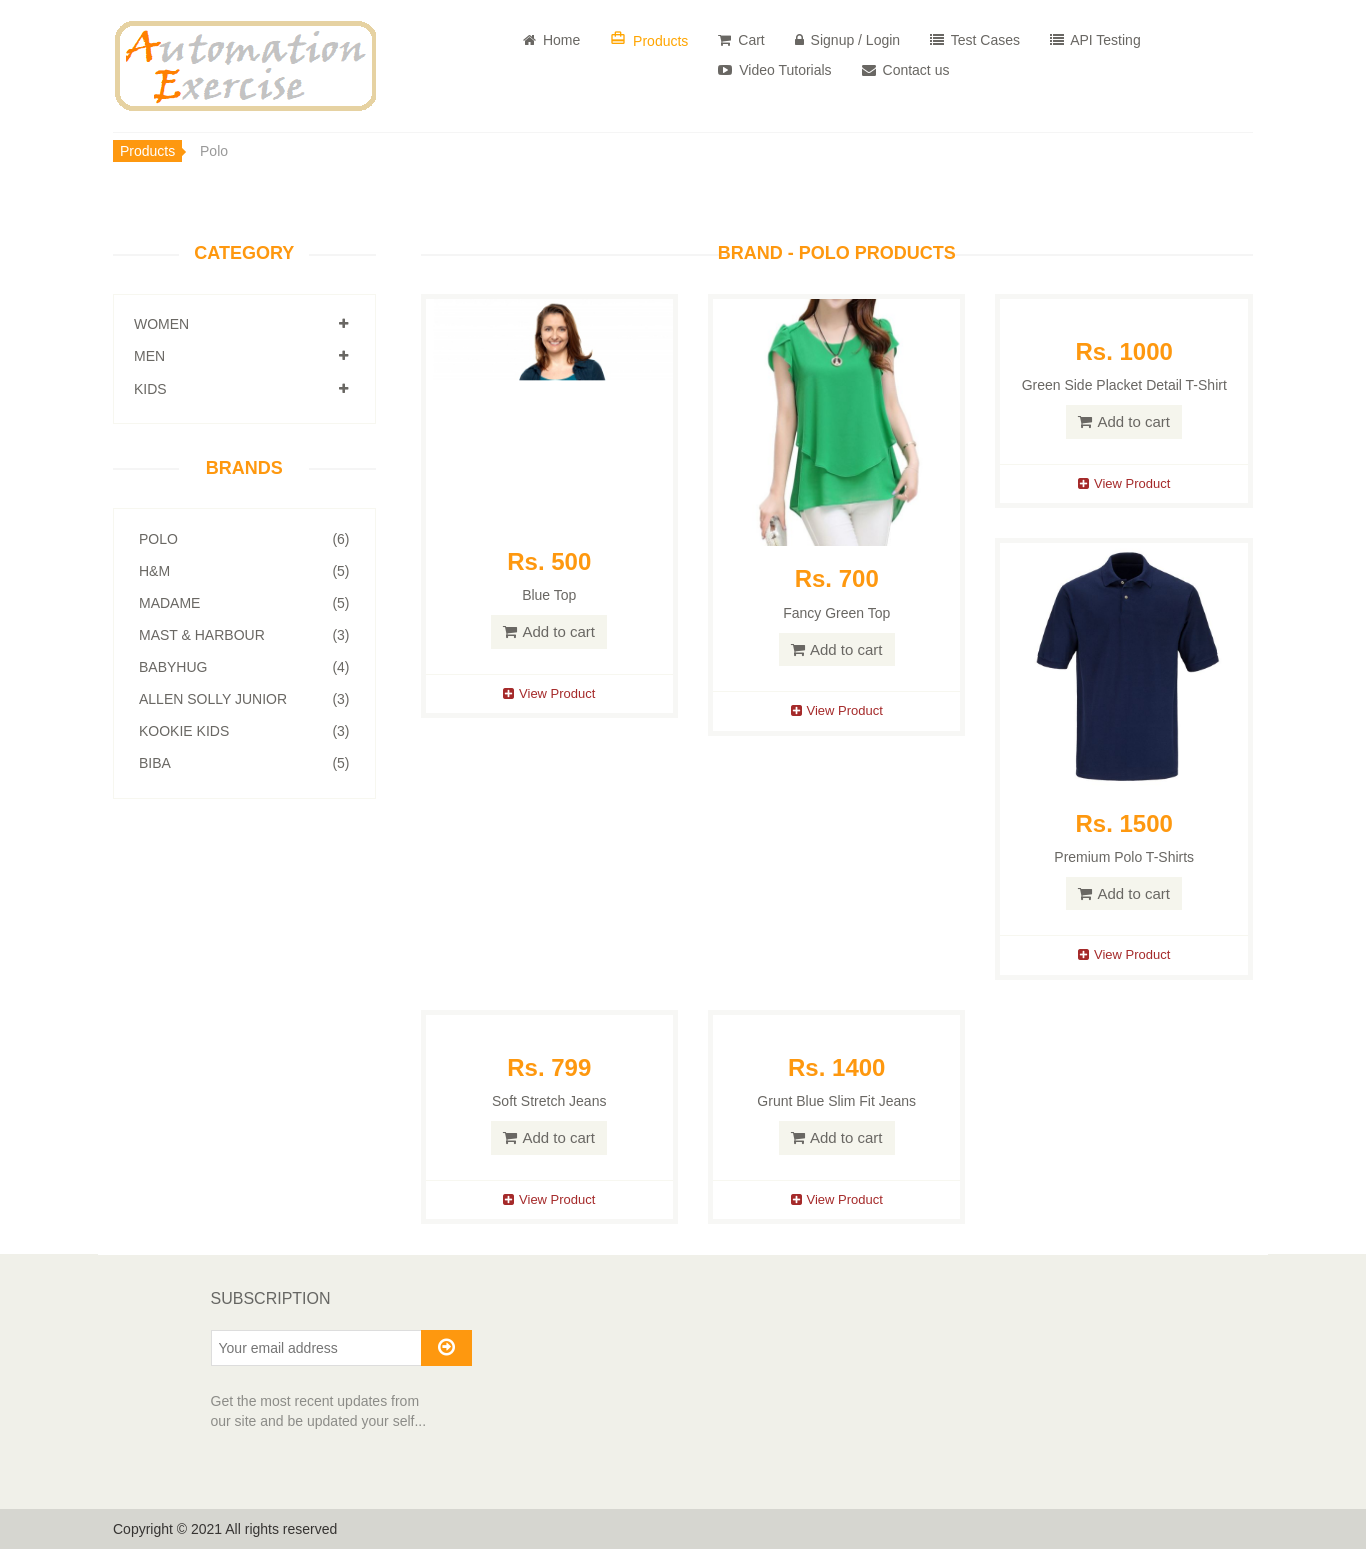 Automation
Exercise
Home
Products
Cart
Signup / Login
Test Cases
API Testing
Video Tutorials
Contact us
Products
Polo
CATEGORY
WOMEN
MEN
KIDS
BRANDS
POLO (6)
H&M (5)
MADAME (5)
MAST & HARBOUR (3)
BABYHUG (4)
ALLEN SOLLY JUNIOR (3)
KOOKIE KIDS (3)
BIBA (5)
BRAND - POLO PRODUCTS
Rs. 500
Blue Top
Add to cart
View Product
Rs. 700
Fancy Green Top
Add to cart
View Product
Rs. 1000
Green Side Placket Detail T-Shirt
Add to cart
View Product
Rs. 1500
Premium Polo T-Shirts
Add to cart
View Product
Rs. 799
Soft Stretch Jeans
Add to cart
View Product
Rs. 1400
Grunt Blue Slim Fit Jeans
Add to cart
View Product
SUBSCRIPTION
Your email address
Get the most recent updates from
our site and be updated your self...
Copyright © 2021 All rights reserved